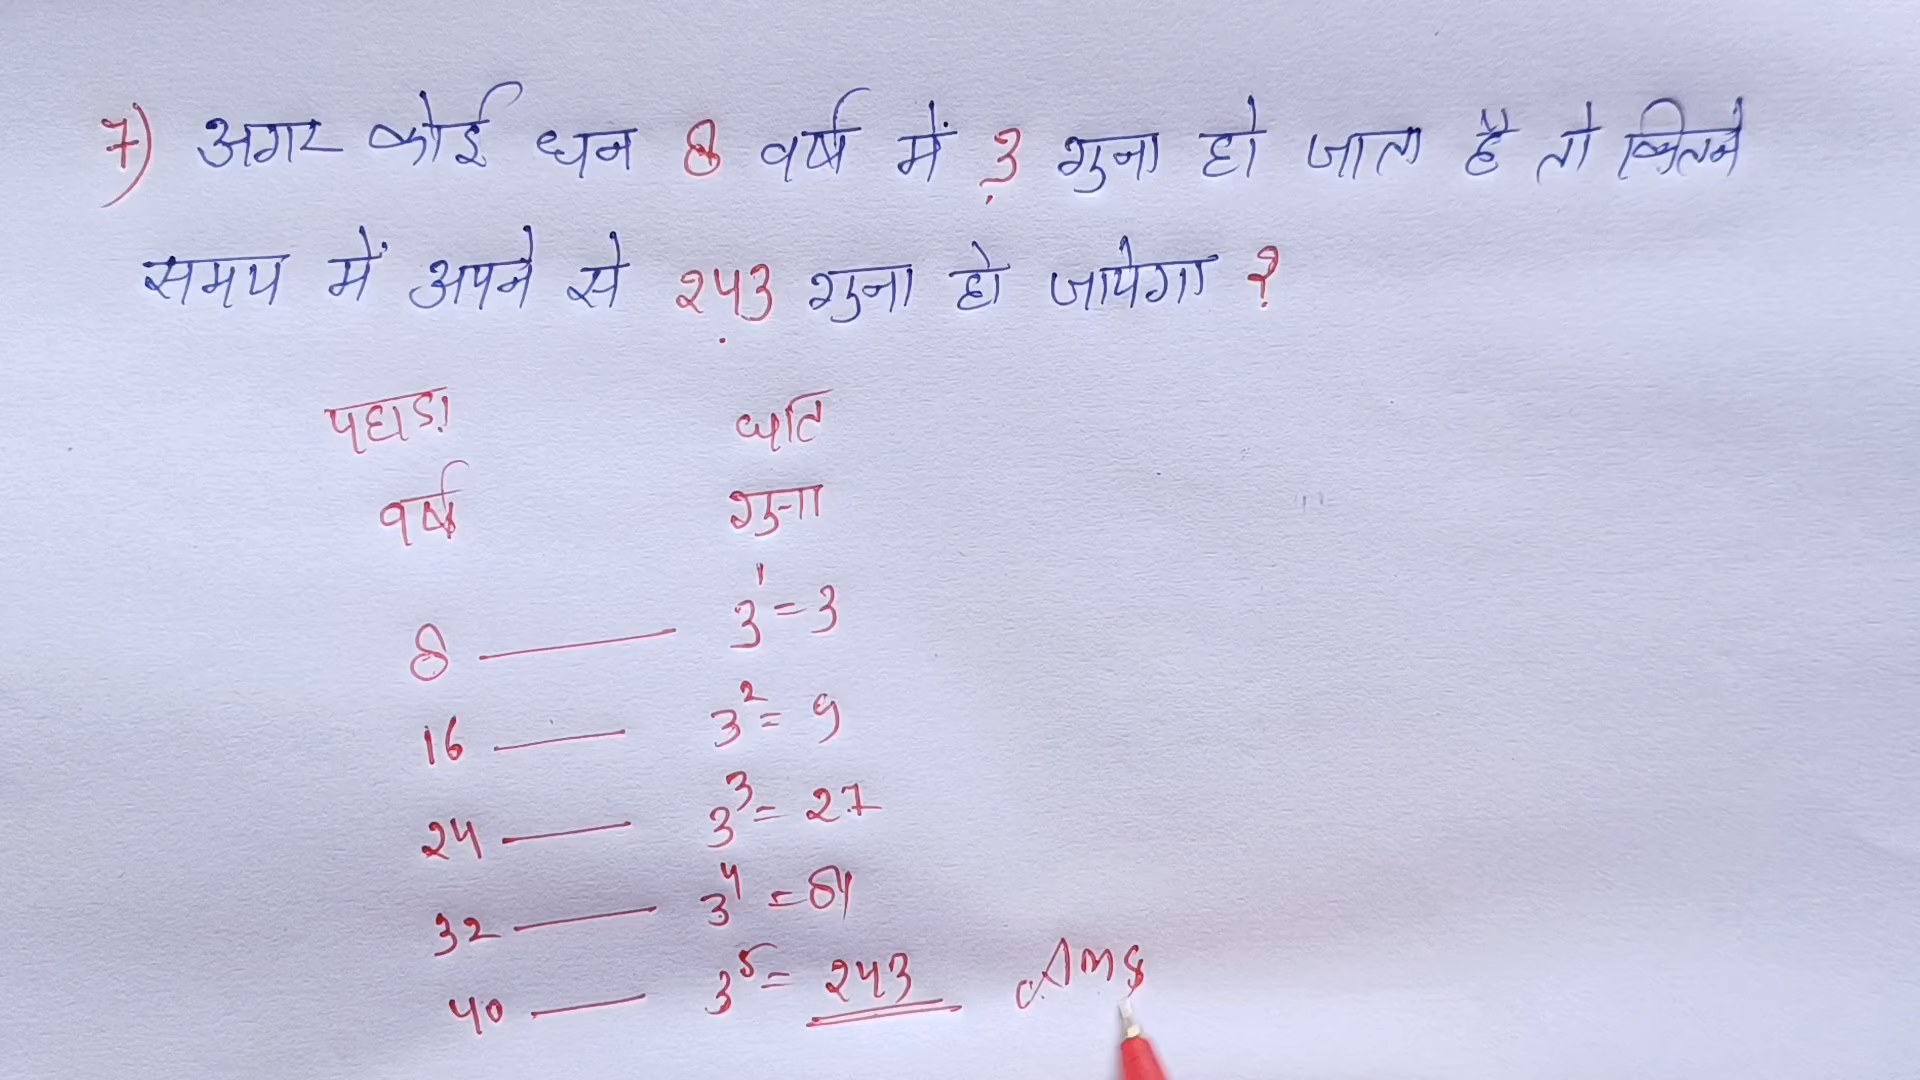 7) अगर कोई धन 8 वर्ष में 3 गुना हो जाता है तो कितने
समय में अपने से 243 गुना हो जायेगा ?
पहाड़ा घात
वर्ष गुना
8 — 3¹ = 3
16 — 3² = 9
24 — 3³ = 27
32 — 3⁴ = 81
40 — 3⁵ = 243 Ans